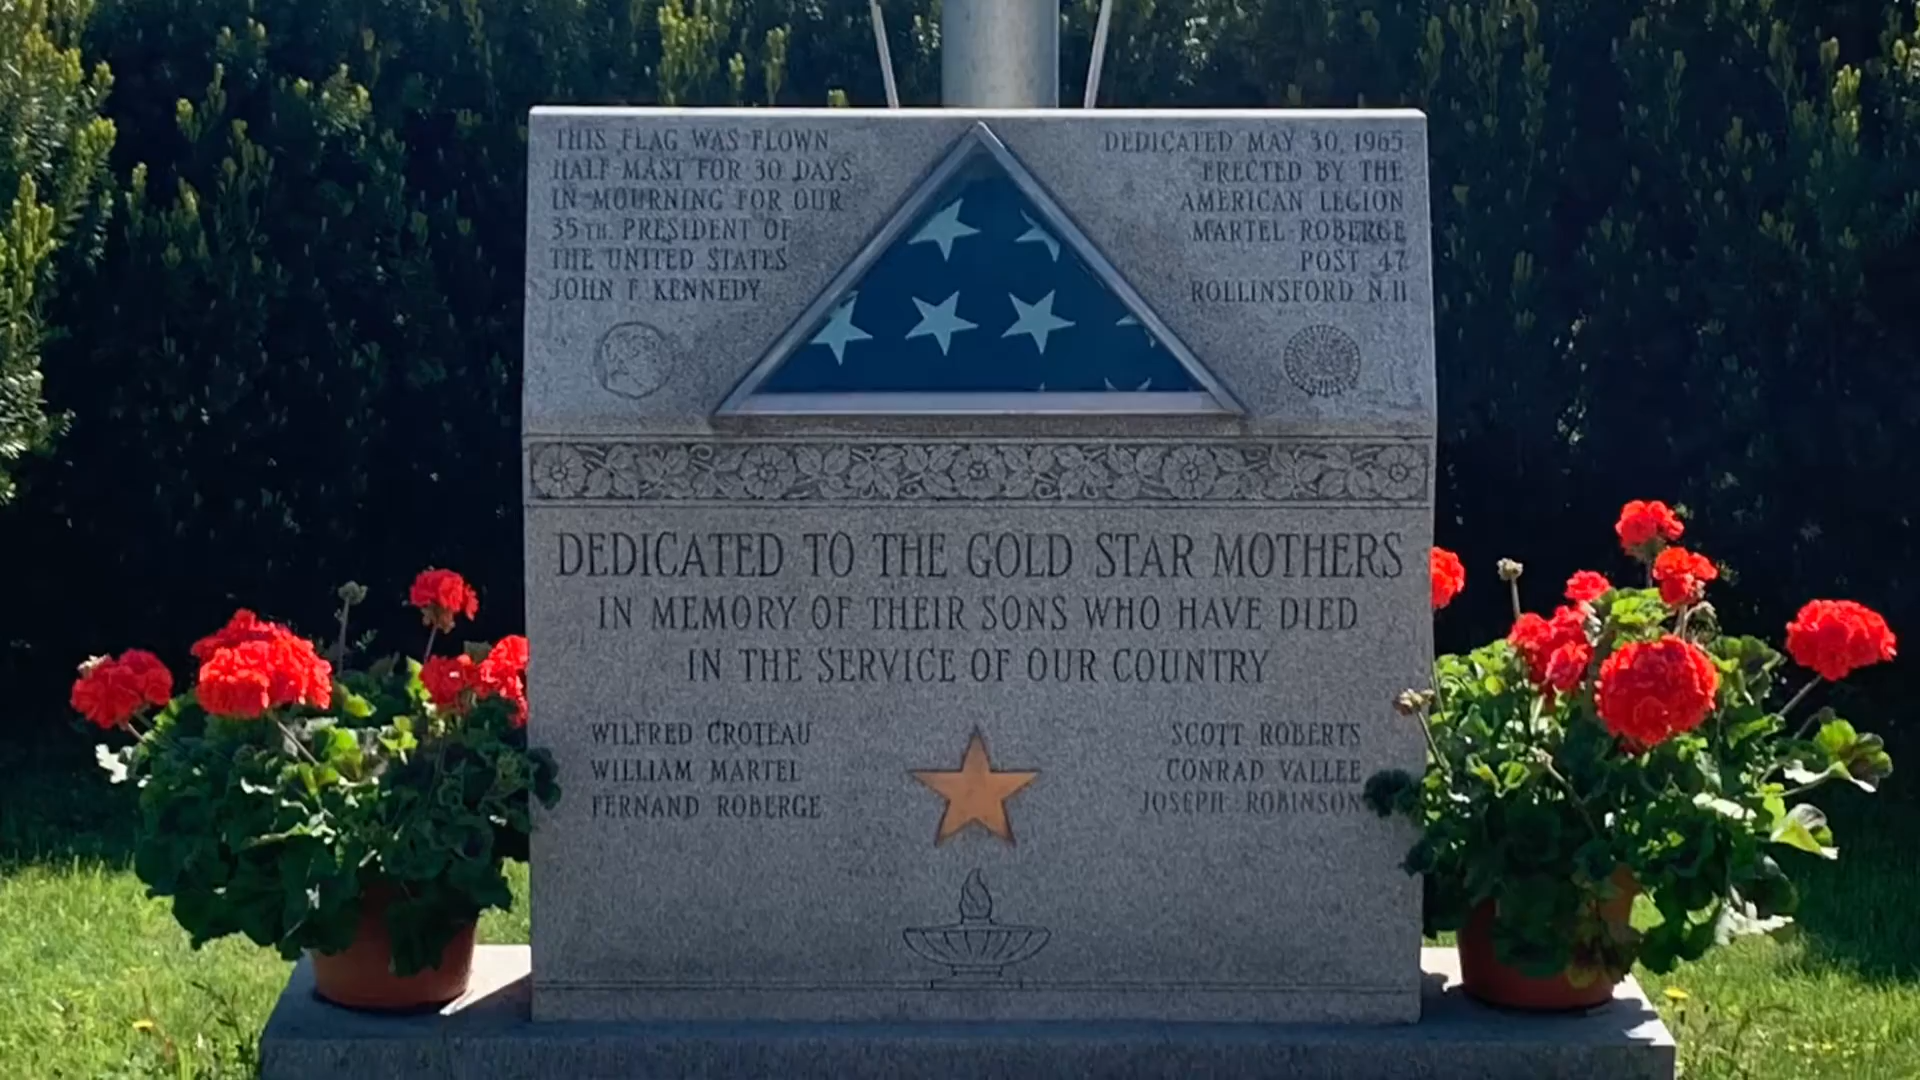 THIS FLAG WAS FLOWN
HALF-MAST FOR 30 DAYS
IN MOURNING FOR OUR
35TH. PRESIDENT OF
THE UNITED STATES
JOHN F. KENNEDY
DEDICATED MAY 30, 1965
ERECTED BY THE
AMERICAN LEGION
MARTEL ROBERGE
POST 47
ROLLINSFORD N.H
DEDICATED TO THE GOLD STAR MOTHERS
IN MEMORY OF THEIR SONS WHO HAVE DIED
IN THE SERVICE OF OUR COUNTRY
WILFRED CROTEAU
WILLIAM MARTEL
FERNAND ROBERGE
SCOTT ROBERTS
CONRAD VALLEE
JOSEPH ROBINSON